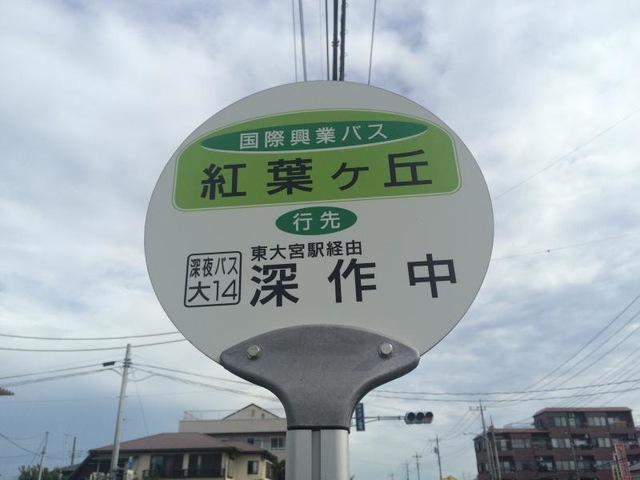 国際興業バス
紅葉ヶ丘
行先
深夜バス
大14
東大宮駅経由
深作中